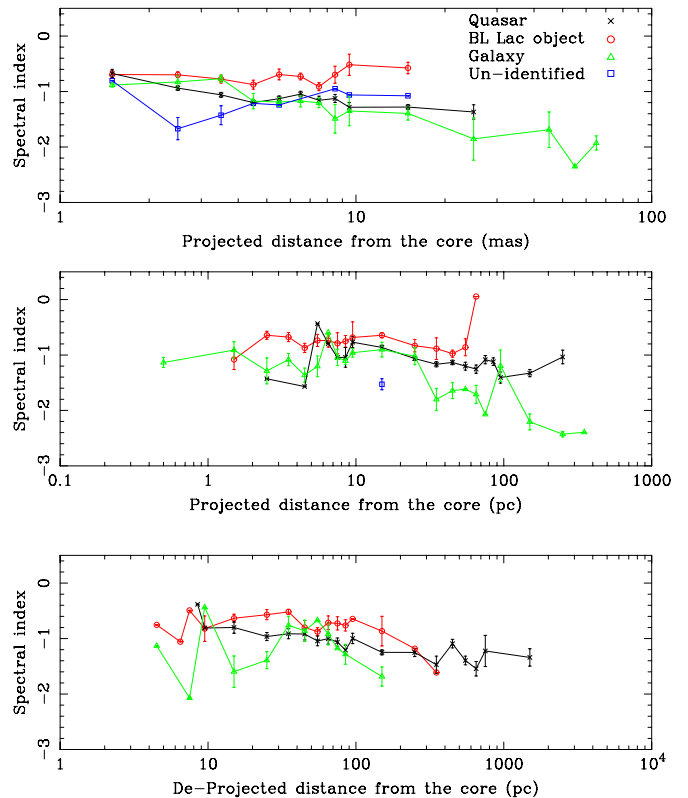 Quasar
BL Lac object
Galaxy
Un-identified
Spectral index
0
-1
-2
-3
1 10 100
Projected distance from the core (mas)
Spectral index
0
-1
-2
-3
0.1 1 10 100 1000
Projected distance from the core (pc)
Spectral index
0
-1
-2
-3
1 10 100 1000 10⁴
De-Projected distance from the core (pc)